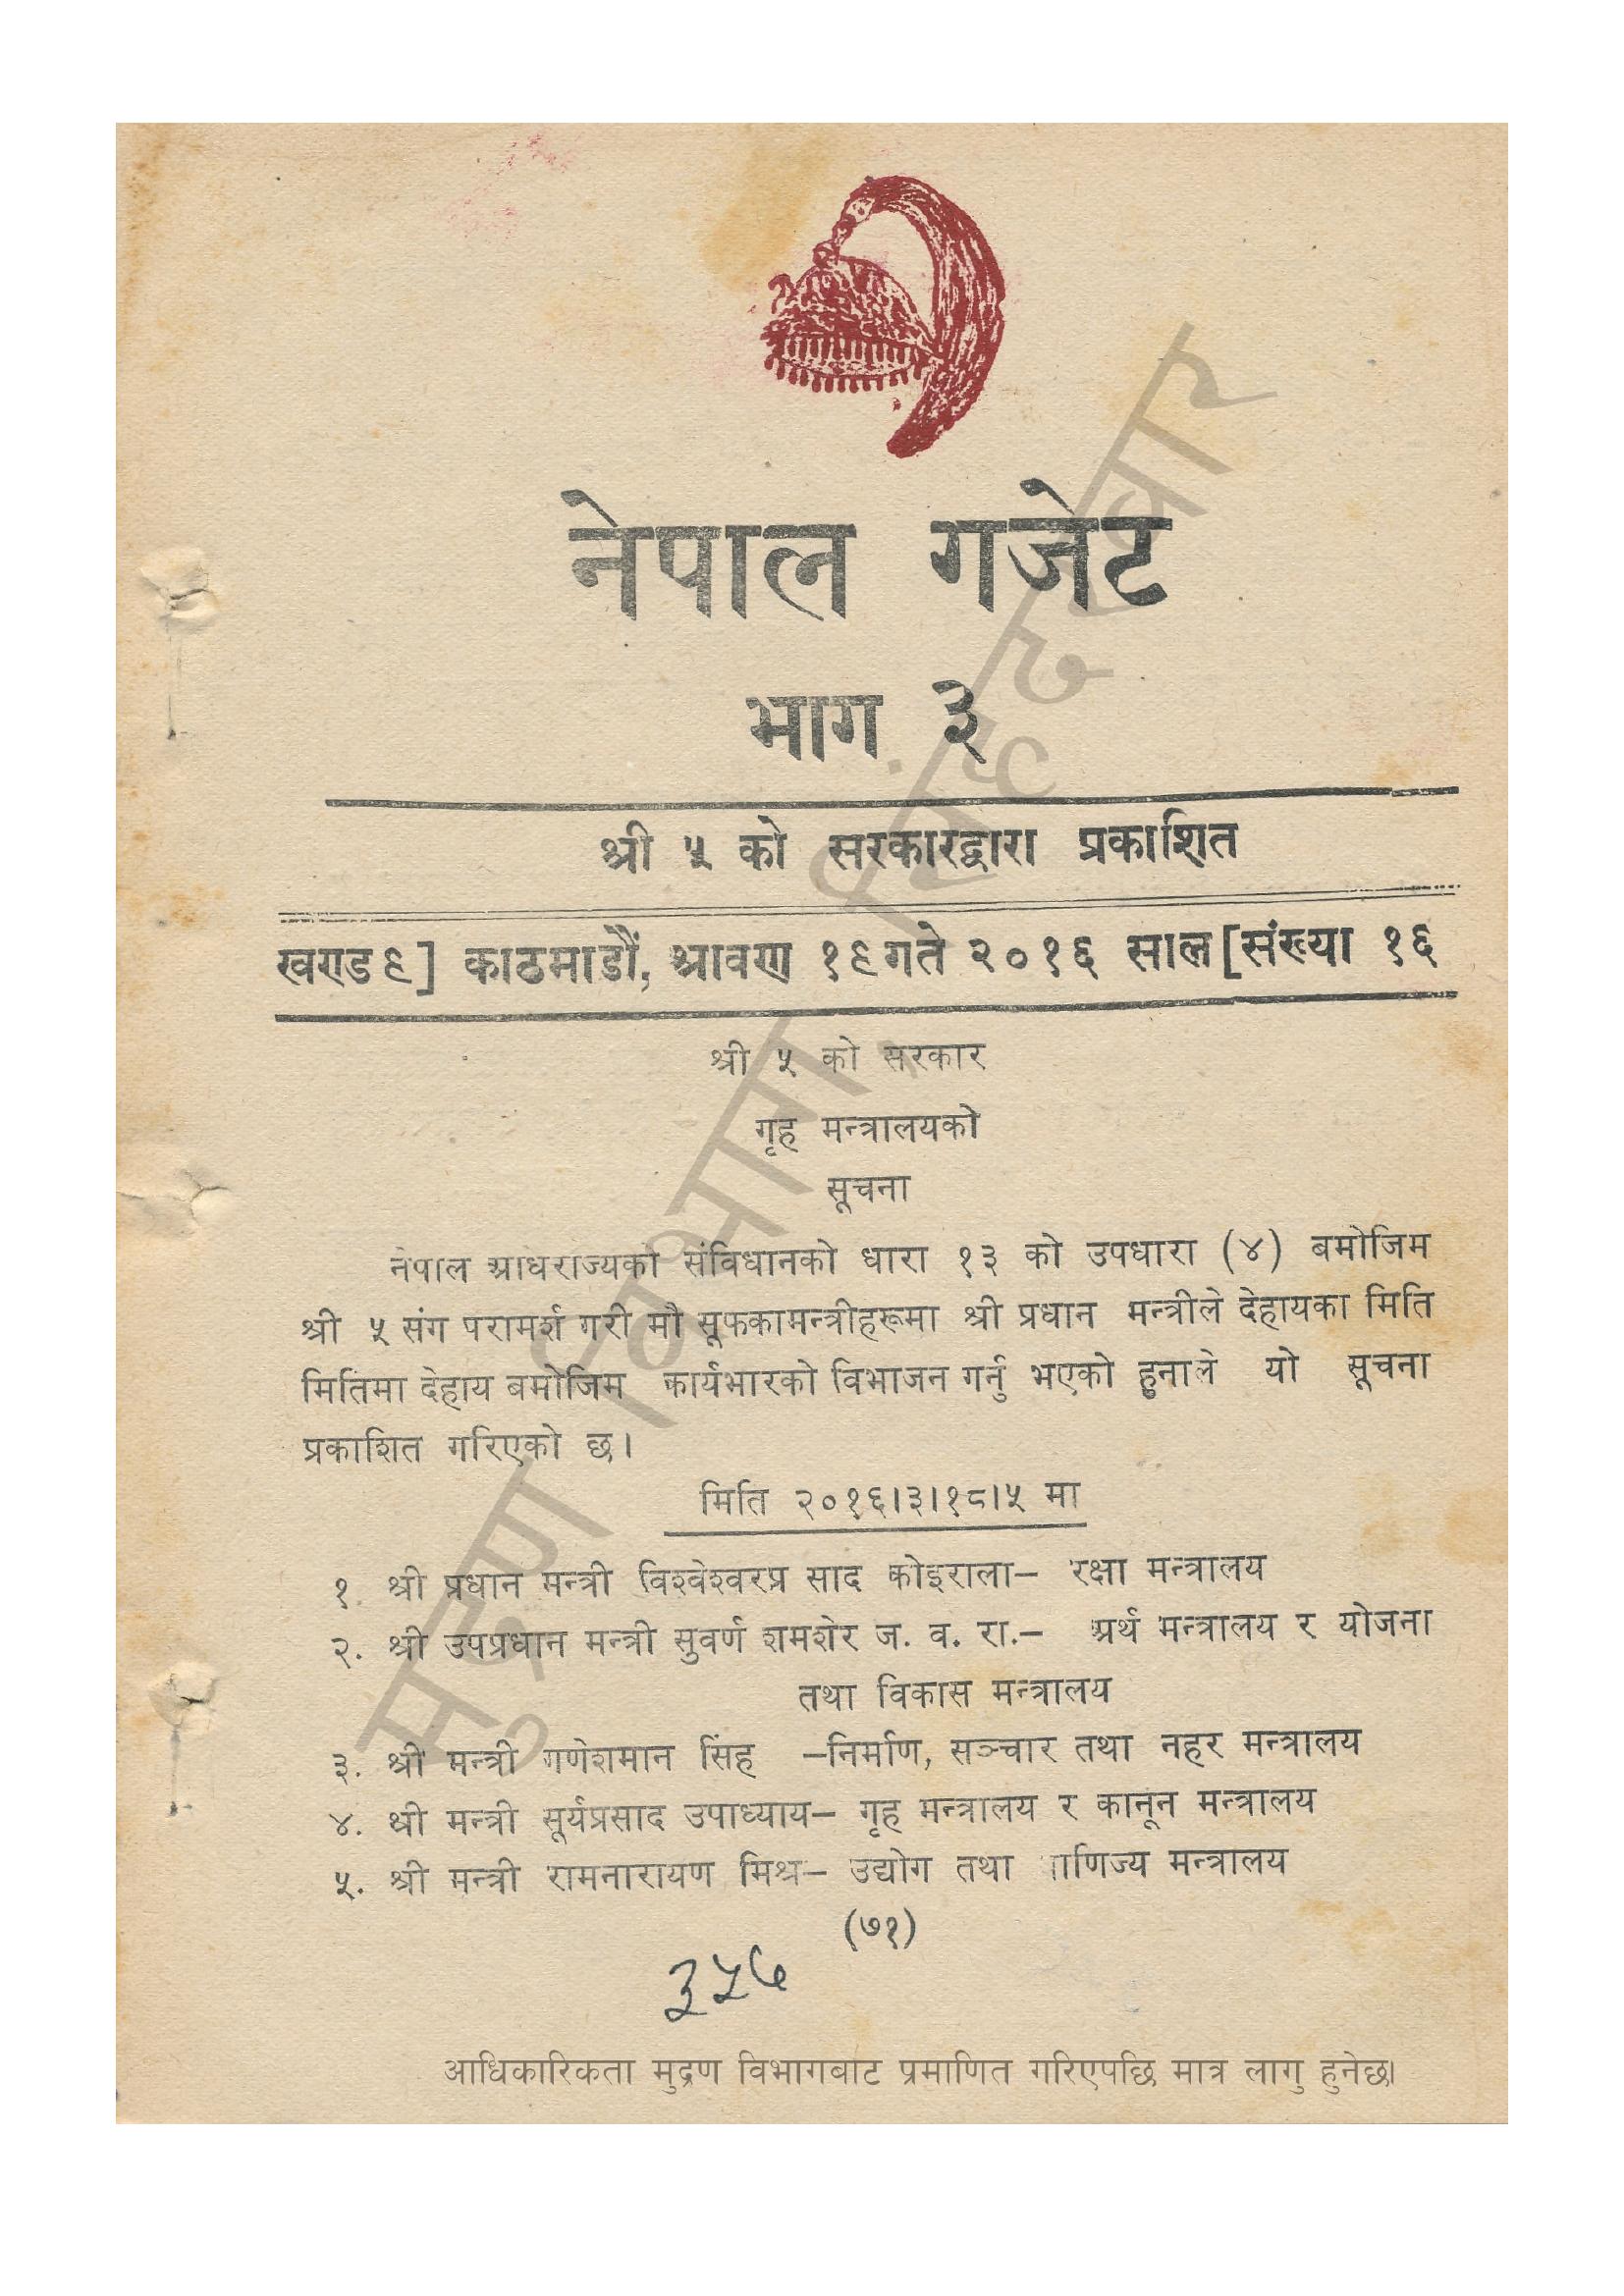 नेपाल गजेट
भाग ३
श्री ५ को सरकारद्वारा प्रकाशित
खण्ड ९] काठमाडौं, श्रावण १९ गते २०१६ साल [संख्या १६
श्री ५ को सरकार
गृह मन्त्रालयको
सूचना
नेपाल अधिराज्यको संविधानको धारा १३ को उपधारा (४) बमोजिम
श्री ५ संग परामर्श गरी मौ सूफकामन्त्रीहरूमा श्री प्रधान मन्त्रीले देहायका मिति
मितिमा देहाय बमोजिम कार्यभारको विभाजन गर्नु भएको हुनाले यो सूचना
प्रकाशित गरिएको छ।
मिति २०१६।३।१८।५ मा
१. श्री प्रधान मन्त्री विश्वेश्वरप्र साद कोइराला– रक्षा मन्त्रालय
२. श्री उपप्रधान मन्त्री सुवर्ण शमशेर ज. व. रा.– अर्थ मन्त्रालय र योजना
तथा विकास मन्त्रालय
३. श्री मन्त्री गणेशमान सिंह –निर्माण, सञ्चार तथा नहर मन्त्रालय
४. श्री मन्त्री सूर्यप्रसाद उपाध्याय– गृह मन्त्रालय र कानून मन्त्रालय
५. श्री मन्त्री रामनारायण मिश्र– उद्योग तथा वाणिज्य मन्त्रालय
(७१)
३५७
मुद्रण विभाग, सिंहदरबार
आधिकारिकता मुद्रण विभागबाट प्रमाणित गरिएपछि मात्र लागु हुनेछ।